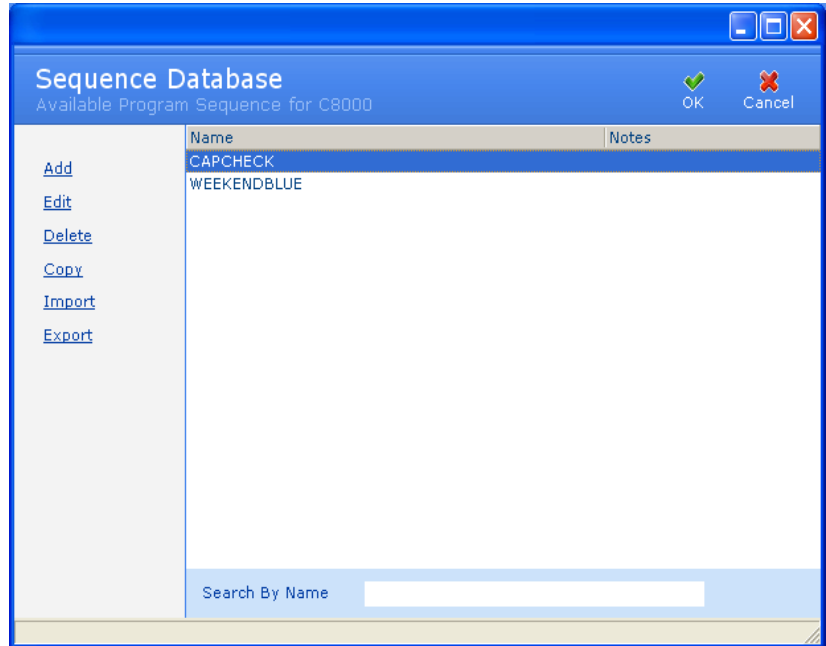 Sequence Database
Available Program Sequence for C8000
OK
Cancel
Name
Notes
CAPCHECK
WEEKENDBLUE
Add
Edit
Delete
Copy
Import
Export
Search By Name